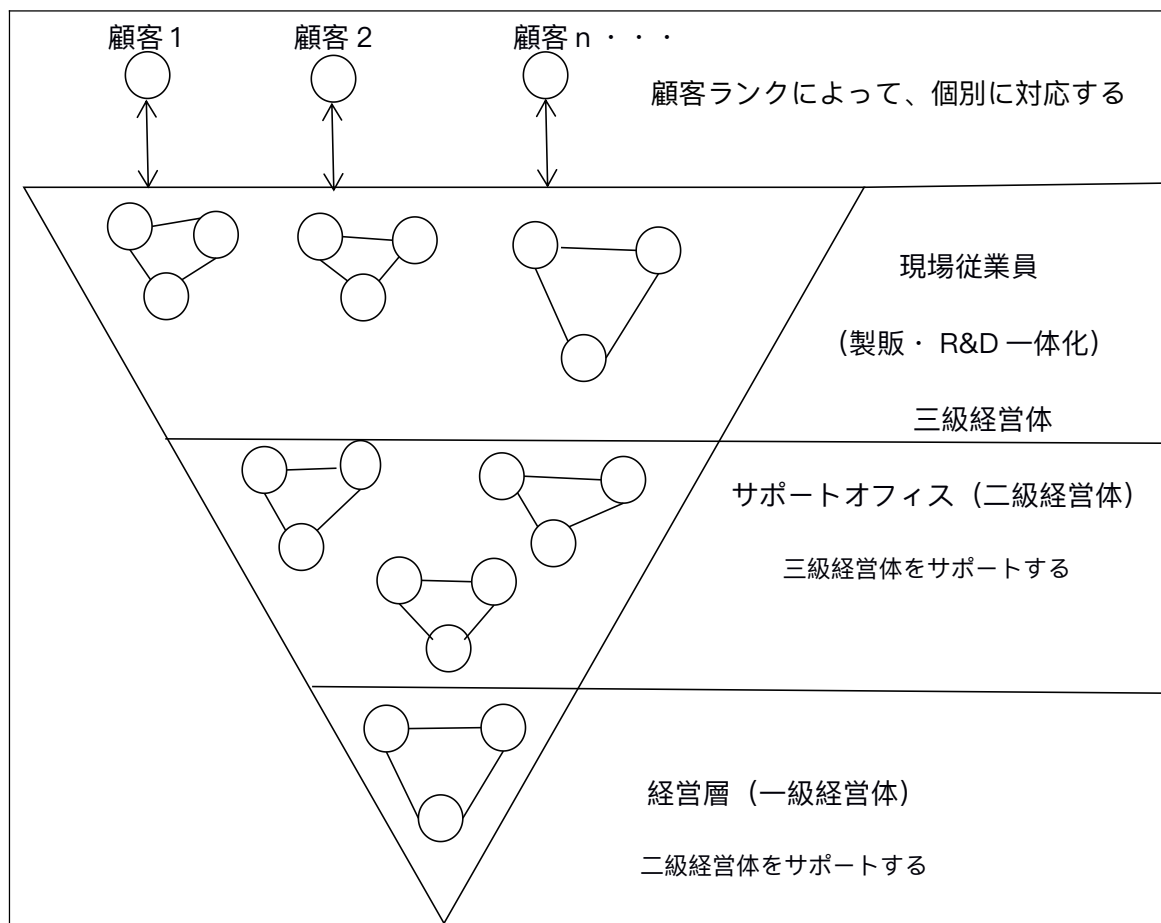 顧客 1
顧客 2
顧客 n ・・・
顧客ランクによって、個別に対応する
現場従業員
（製販・ R&D 一体化）
三級経営体
サポートオフィス（二級経営体）
三級経営体をサポートする
経営層（一級経営体）
二級経営体をサポートする